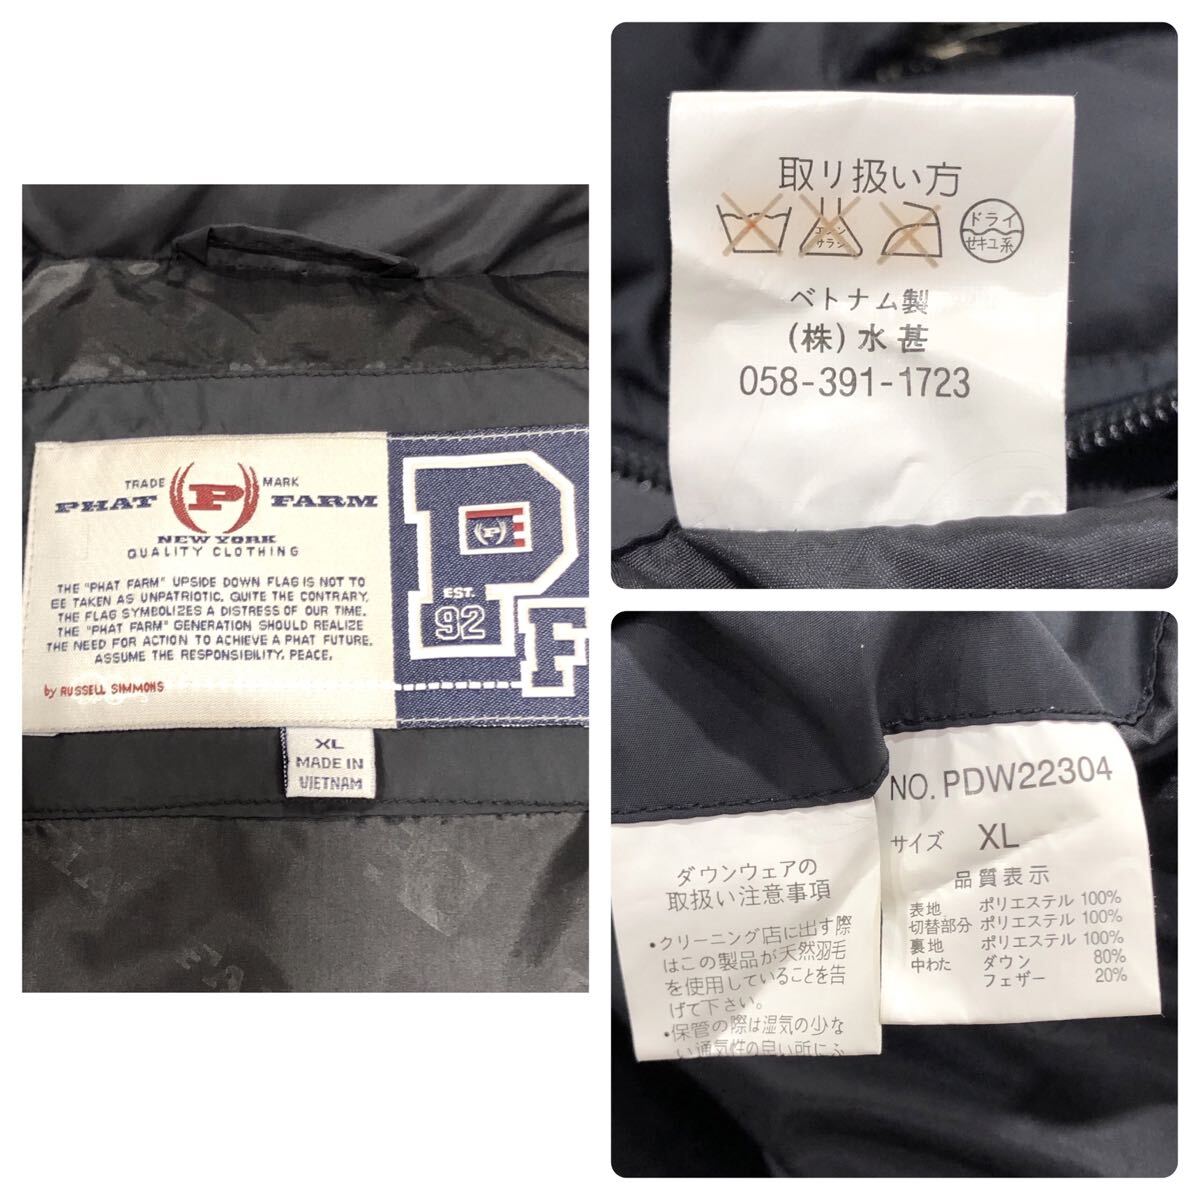 TRADE MARK
PHAT P FARM
NEW YORK
QUALITY CLOTHING
THE "PHAT FARM" UPSIDE DOWN FLAG IS NOT TO
EE TAKEN AS UNPATRIOTIC. QUITE THE CONTRARY,
THE FLAG SYMBOLIZES A DISTRESS OF OUR TIME.
THE "PHAT FARM" GENERATION SHOULD REALIZE
THE NEED FOR ACTION TO ACHIEVE A PHAT FUTURE.
ASSUME THE RESPONSIBILITY. PEACE.
by RUSSELL SIMMONS
P
P
EST.
92
F
XL
MADE IN
VIETNAM
取り扱い方
エンソ
サラシ
ドライ
セキユ系
ベトナム製
(株)水甚
058-391-1723
ダウンウェアの
取扱い注意事項
・クリーニング店に出す際
はこの製品が天然羽毛
を使用していることを告
げて下さい。
・保管の際は湿気の少な
い通気性の良い所にふ
NO. PDW22304
サイズ XL
品質表示
表地 ポリエステル 100%
切替部分 ポリエステル 100%
裏地 ポリエステル 100%
中わた ダウン 80%
フェザー 20%